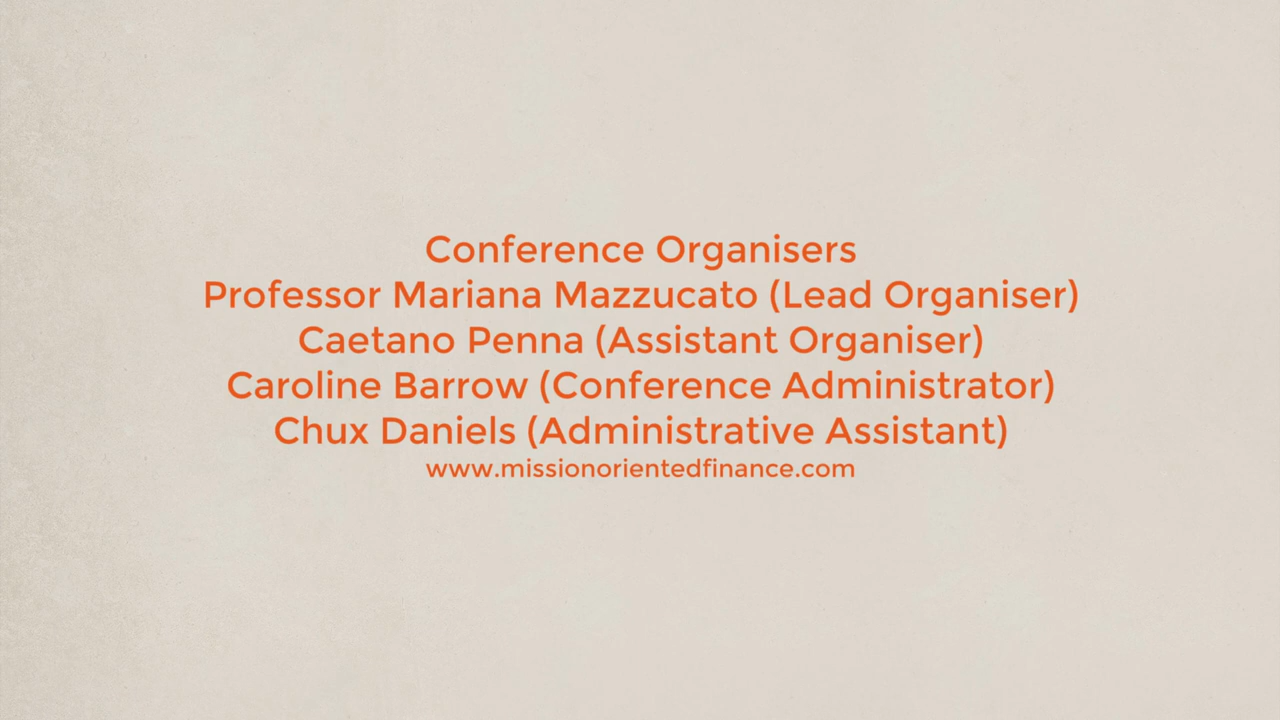 Conference Organisers
Professor Mariana Mazzucato (Lead Organiser)
Caetano Penna (Assistant Organiser)
Caroline Barrow (Conference Administrator)
Chux Daniels (Administrative Assistant)
www.missionorientedfinance.com